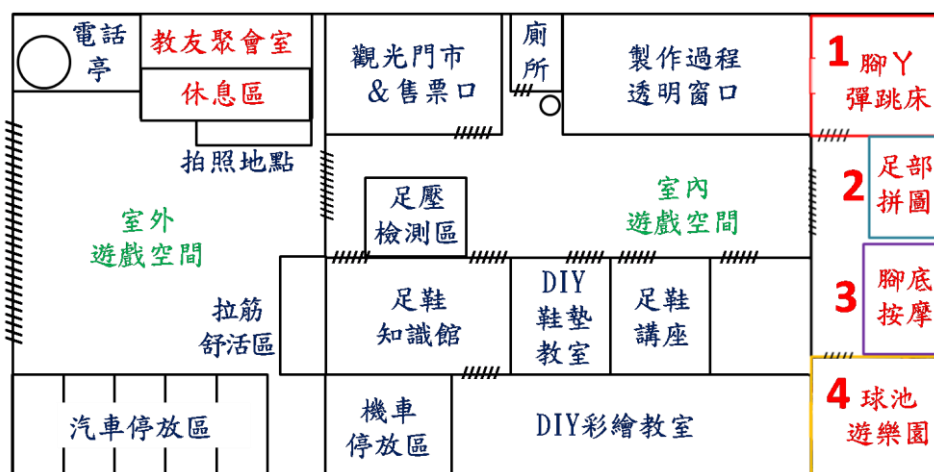 電話
亭
教友聚會室
休息區
拍照地點
室外
遊戲空間
拉筋
舒活區
汽車停放區
觀光門市
&售票口
廁
所
製作過程
透明窗口
足壓
檢測區
室內
遊戲空間
足鞋
知識館
DIY
鞋墊
教室
足鞋
講座
機車
停放區
DIY彩繪教室
1 腳丫
彈跳床
2 足部
拼圖
3 腳底
按摩
4 球池
遊樂園